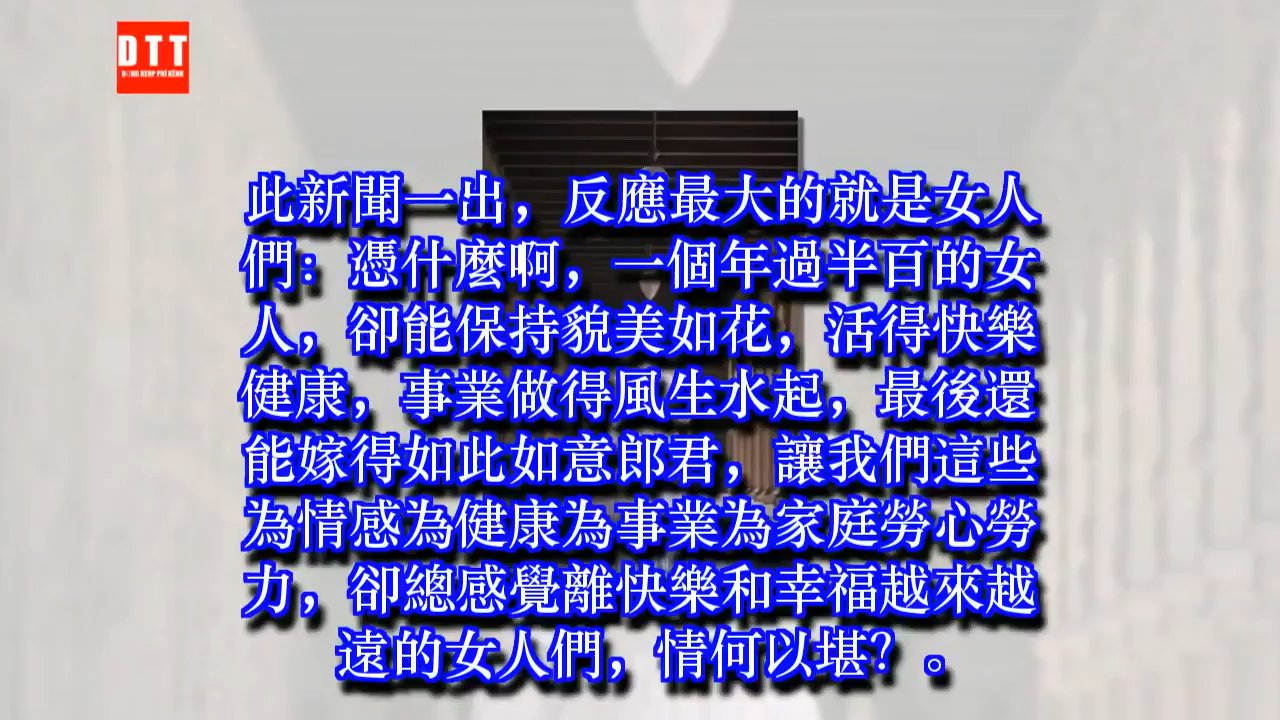 DTT
此新聞一出，反應最大的就是女人
們：憑什麼啊，一個年過半百的女
人，卻能保持貌美如花，活得快樂
健康，事業做得風生水起，最後還
能嫁得如此如意郎君，讓我們這些
為情感為健康為事業為家庭勞心勞
力，卻總感覺離快樂和幸福越來越
遠的女人們，情何以堪？。